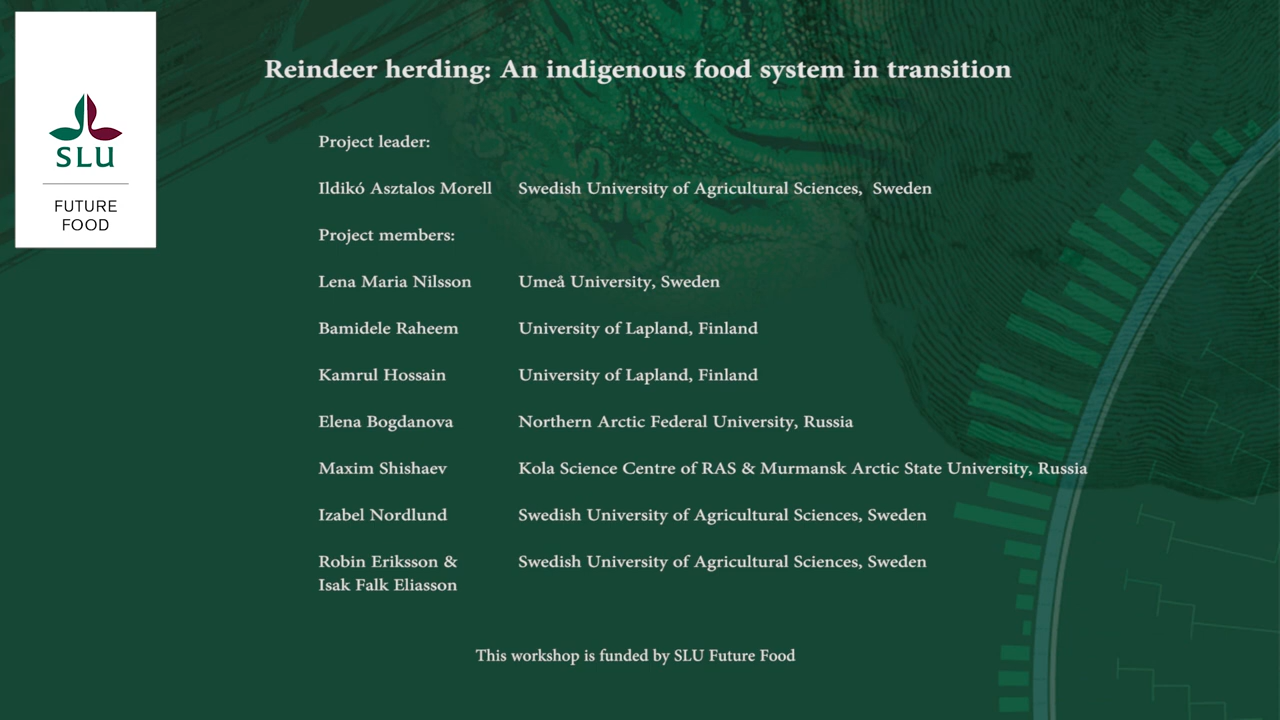 SLU
FUTURE
FOOD
Reindeer herding: An indigenous food system in transition
Project leader:
Ildikó Asztalos Morell Swedish University of Agricultural Sciences, Sweden
Project members:
Lena Maria Nilsson Umeå University, Sweden
Bamidele Raheem University of Lapland, Finland
Kamrul Hossain University of Lapland, Finland
Elena Bogdanova Northern Arctic Federal University, Russia
Maxim Shishaev Kola Science Centre of RAS & Murmansk Arctic State University, Russia
Izabel Nordlund Swedish University of Agricultural Sciences, Sweden
Robin Eriksson & Swedish University of Agricultural Sciences, Sweden
Isak Falk Eliasson
This workshop is funded by SLU Future Food